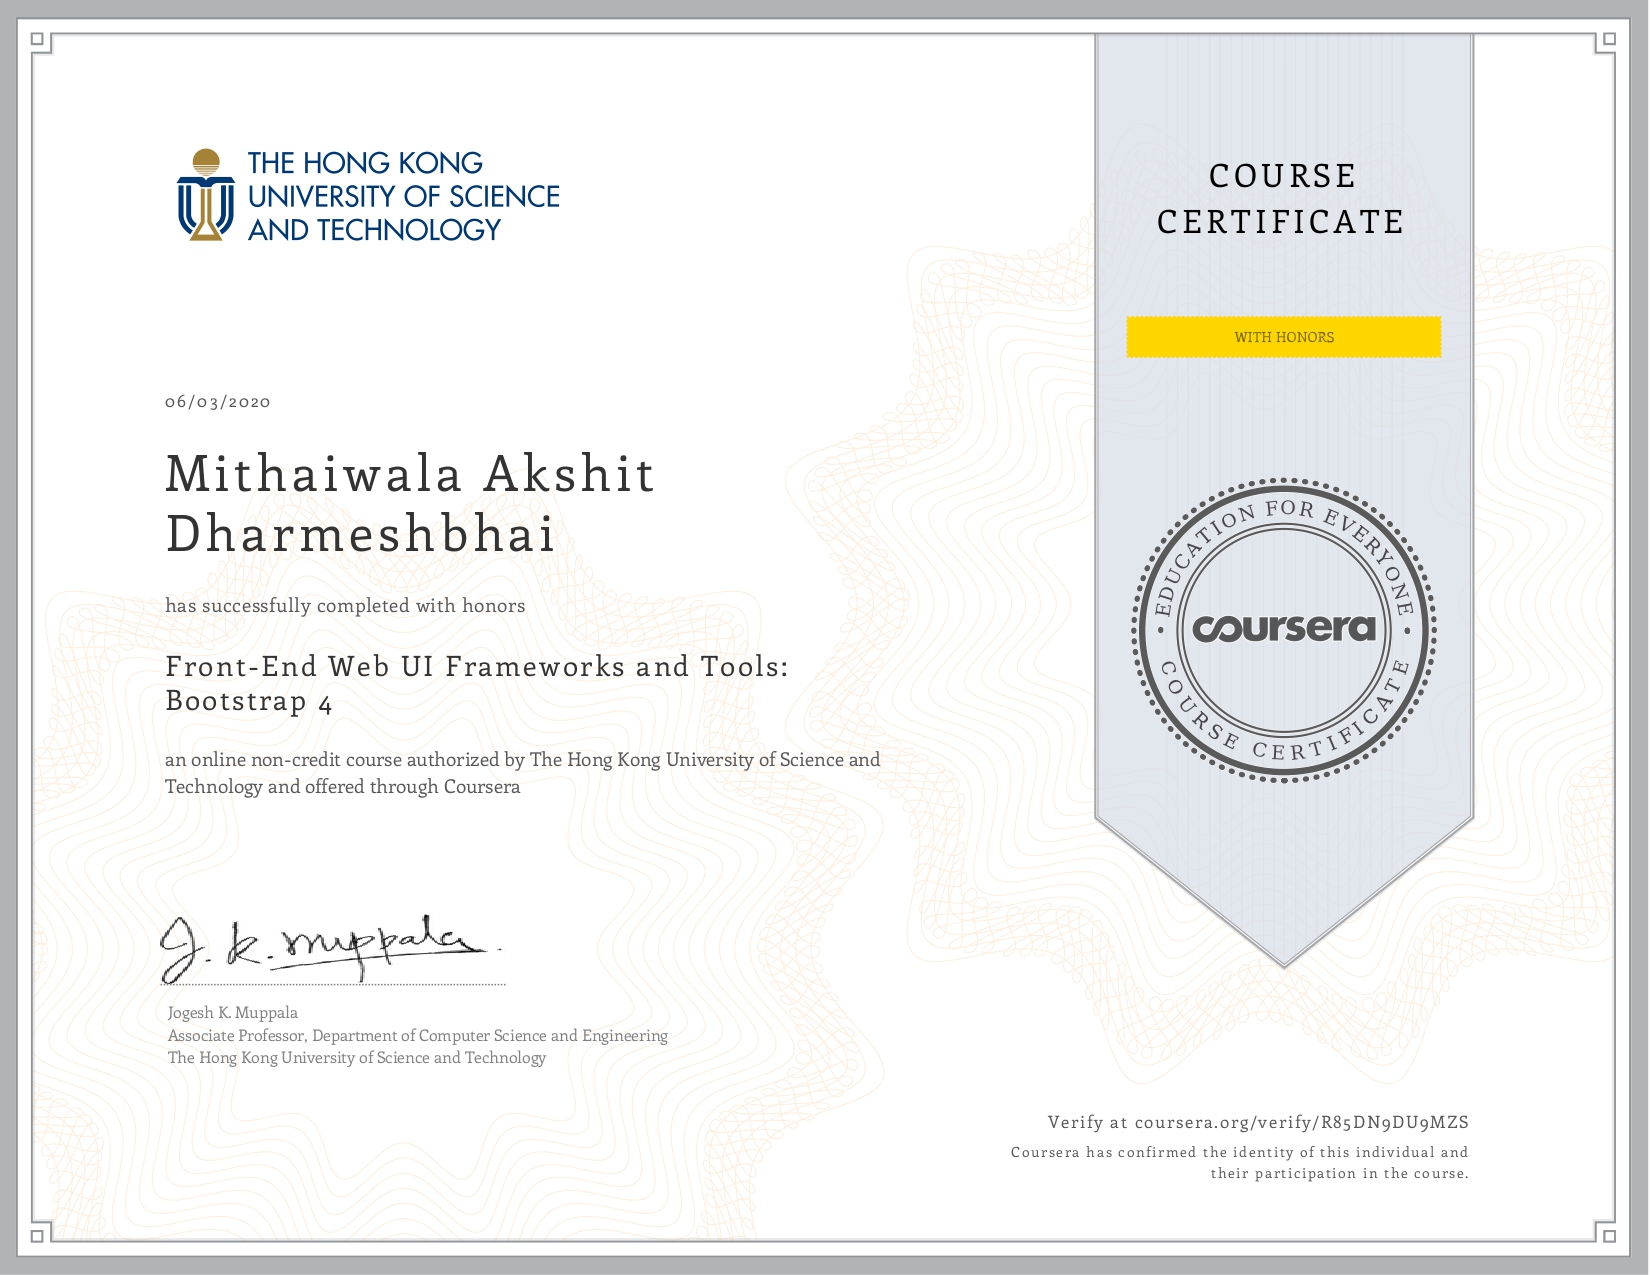 THE HONG KONG
UNIVERSITY OF SCIENCE
AND TECHNOLOGY
COURSE
CERTIFICATE
WITH HONORS
06/03/2020
Mithaiwala Akshit
Dharmeshbhai
has successfully completed with honors
Front-End Web UI Frameworks and Tools:
Bootstrap 4
an online non-credit course authorized by The Hong Kong University of Science and
Technology and offered through Coursera
EDUCATION FOR EVERYONE
coursera
COURSE CERTIFICATE
J. K. Muppala
Jogesh K. Muppala
Associate Professor, Department of Computer Science and Engineering
The Hong Kong University of Science and Technology
Verify at coursera.org/verify/R85DN9DU9MZS
Coursera has confirmed the identity of this individual and
their participation in the course.